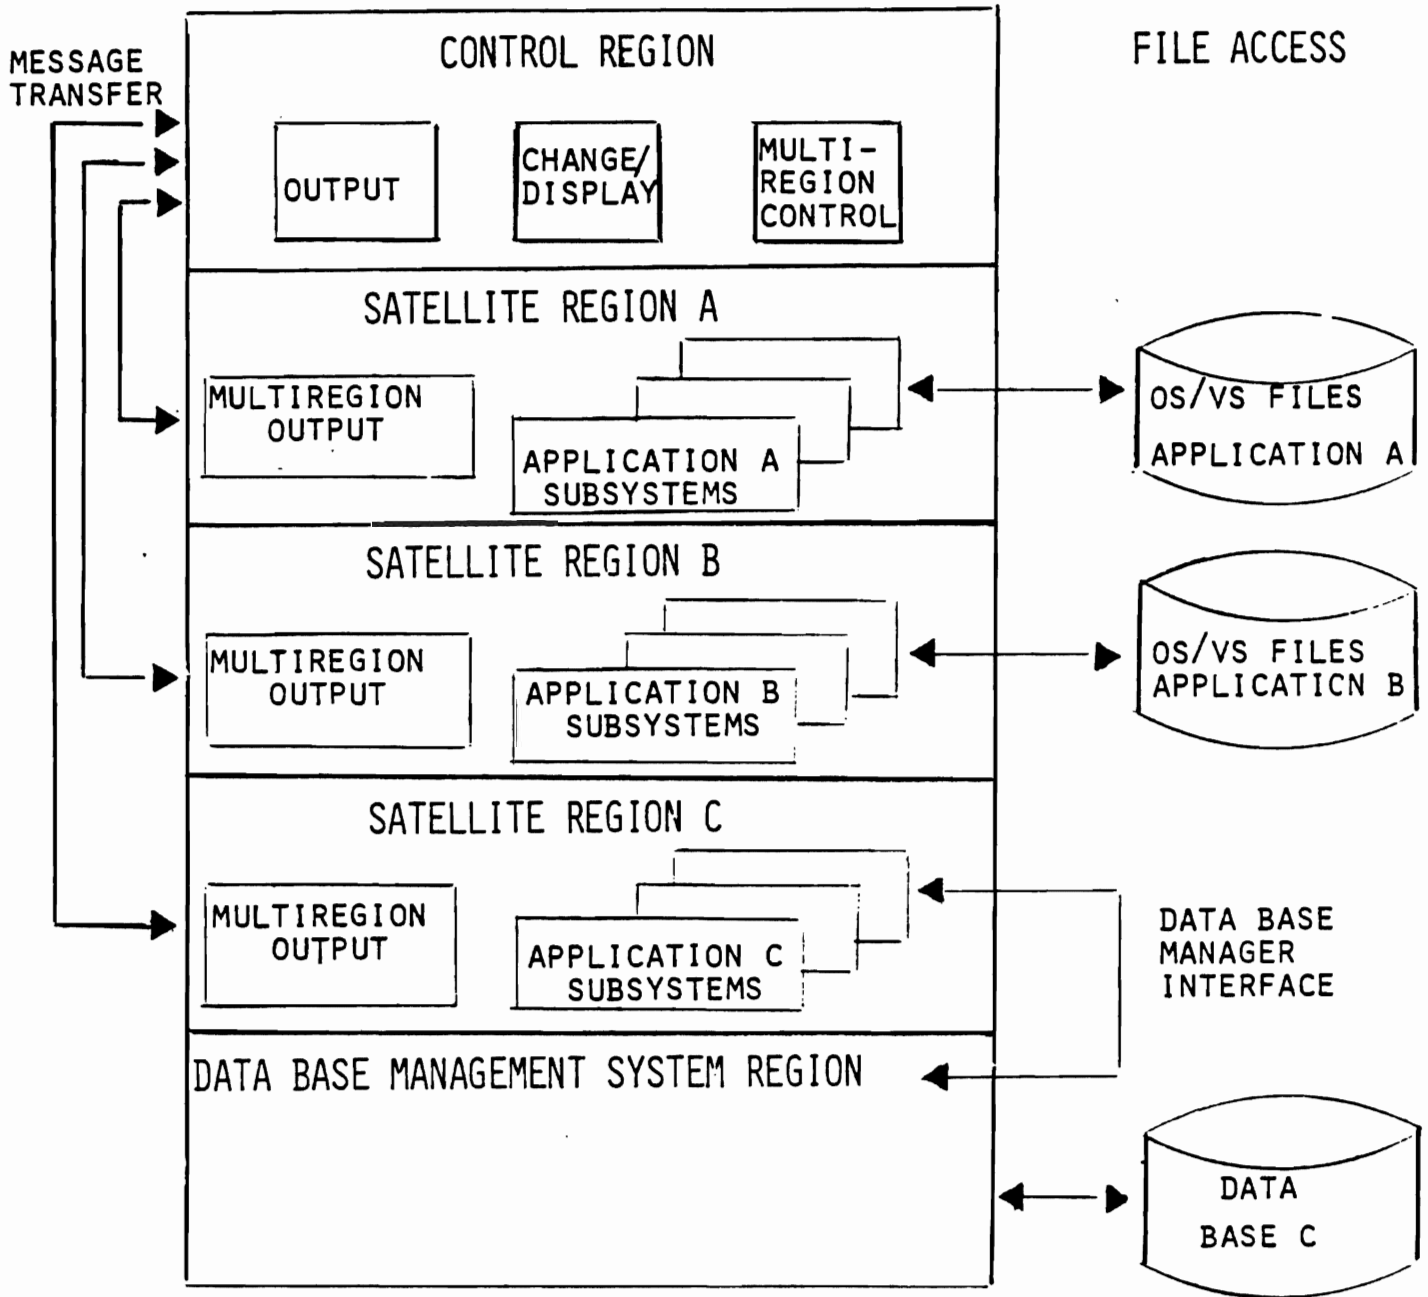 CONTROL REGION
FILE ACCESS
MESSAGE
TRANSFER
OUTPUT
CHANGE/
DISPLAY
MULTI-
REGION
CONTROL
SATELLITE REGION A
MULTIREGION
OUTPUT
APPLICATION A
SUBSYSTEMS
OS/VS FILES
APPLICATION A
SATELLITE REGION B
MULTIREGION
OUTPUT
APPLICATION B
SUBSYSTEMS
OS/VS FILES
APPLICATICN B
SATELLITE REGION C
MULTIREGION
OUTPUT
APPLICATION C
SUBSYSTEMS
DATA BASE
MANAGER
INTERFACE
DATA BASE MANAGEMENT SYSTEM REGION
DATA
BASE C